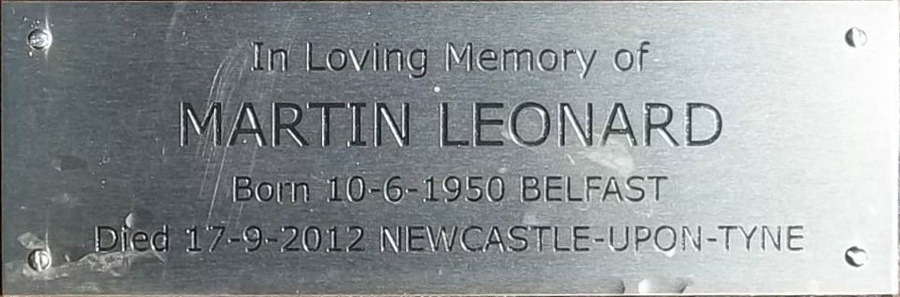 In Loving Memory of
MARTIN LEONARD
Born 10-6-1950 BELFAST
Died 17-9-2012 NEWCASTLE-UPON-TYNE